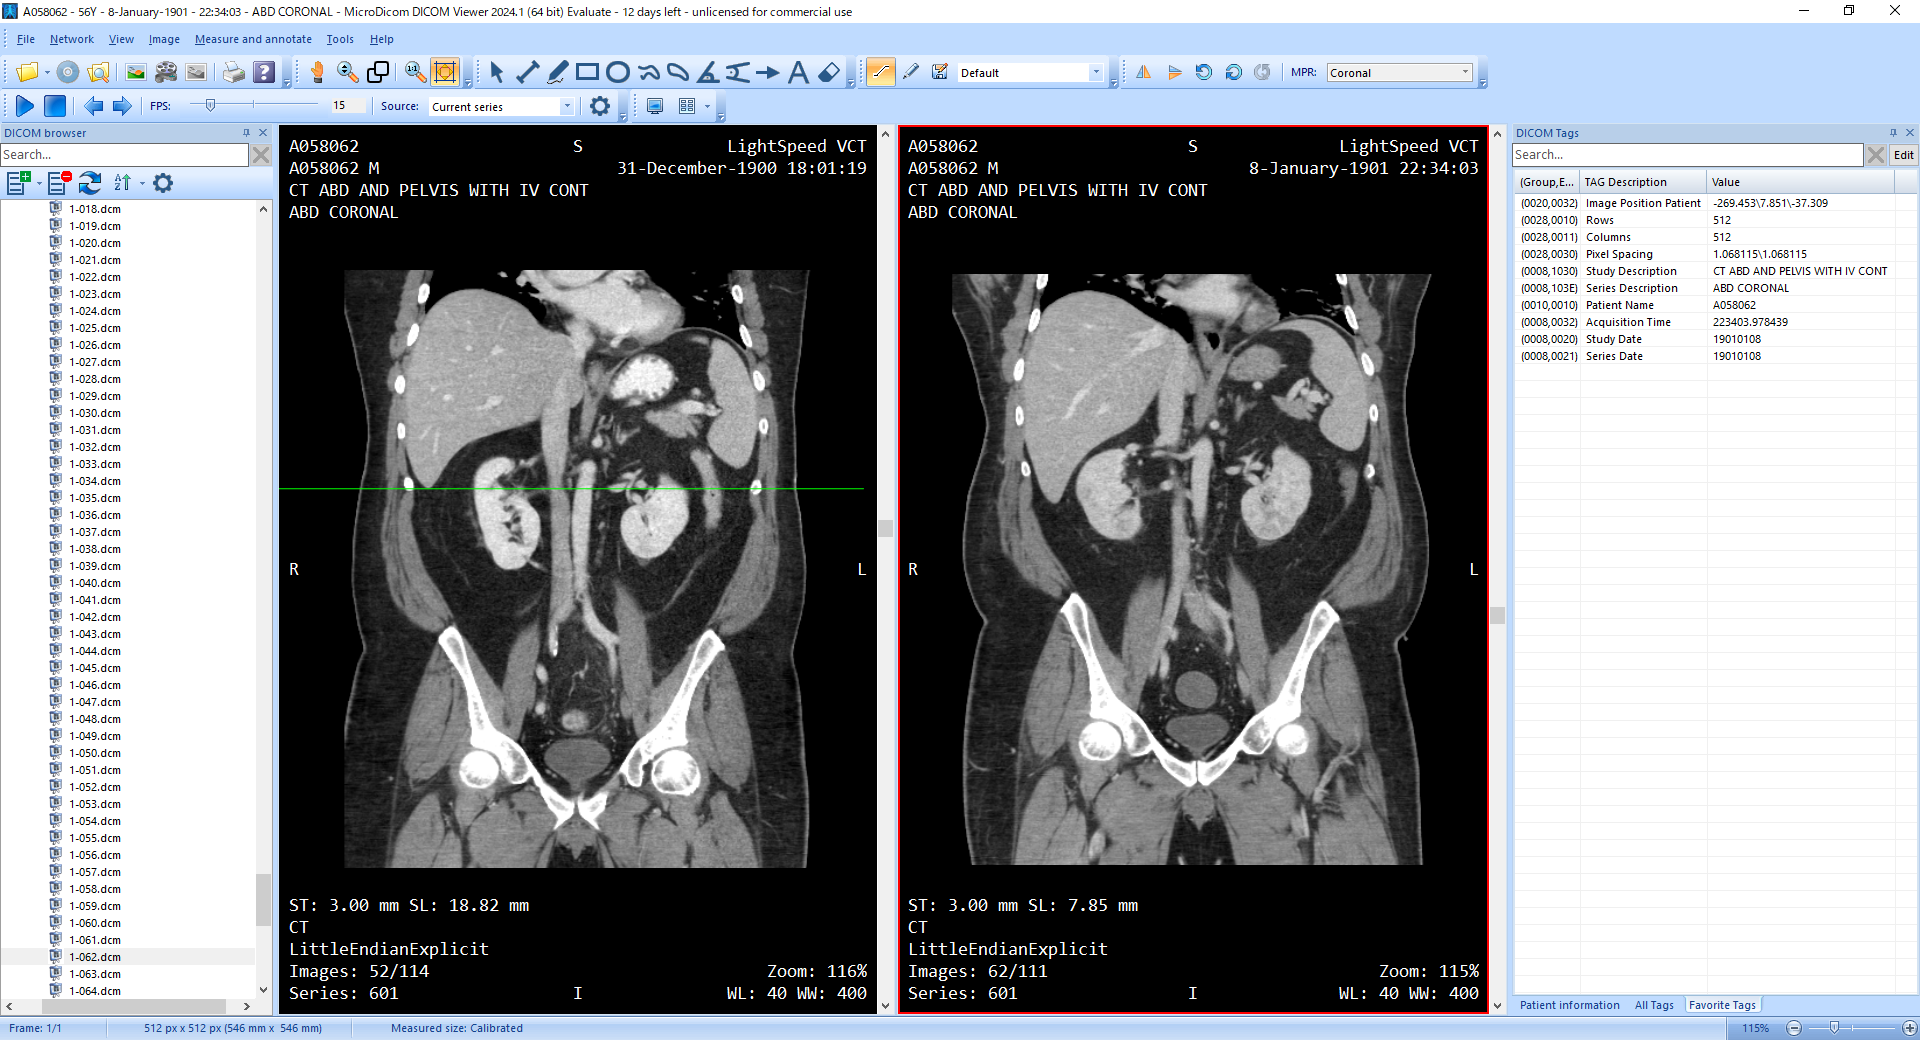 A058062 - 56Y - 8-January-1901 - 22:34:03 - ABD CORONAL - MicroDicom DICOM Viewer 2024.1 (64 bit) Evaluate - 12 days left - unlicensed for commercial use
File Network View Image Measure and annotate Tools Help
1:1 Default MPR: Coronal
FPS: 15 Source: Current series
DICOM browser
Search...
1-018.dcm
1-019.dcm
1-020.dcm
1-021.dcm
1-022.dcm
1-023.dcm
1-024.dcm
1-025.dcm
1-026.dcm
1-027.dcm
1-028.dcm
1-029.dcm
1-030.dcm
1-031.dcm
1-032.dcm
1-033.dcm
1-034.dcm
1-035.dcm
1-036.dcm
1-037.dcm
1-038.dcm
1-039.dcm
1-040.dcm
1-041.dcm
1-042.dcm
1-043.dcm
1-044.dcm
1-045.dcm
1-046.dcm
1-047.dcm
1-048.dcm
1-049.dcm
1-050.dcm
1-051.dcm
1-052.dcm
1-053.dcm
1-054.dcm
1-055.dcm
1-056.dcm
1-057.dcm
1-058.dcm
1-059.dcm
1-060.dcm
1-061.dcm
1-062.dcm
1-063.dcm
1-064.dcm
A058062 S LightSpeed VCT
A058062 M 31-December-1900 18:01:19
CT ABD AND PELVIS WITH IV CONT
ABD CORONAL
R L
ST: 3.00 mm SL: 18.82 mm
CT
LittleEndianExplicit
Images: 52/114 Zoom: 116%
Series: 601 I WL: 40 WW: 400
A058062 S LightSpeed VCT
A058062 M 8-January-1901 22:34:03
CT ABD AND PELVIS WITH IV CONT
ABD CORONAL
R L
ST: 3.00 mm SL: 7.85 mm
CT
LittleEndianExplicit
Images: 62/111 Zoom: 115%
Series: 601 I WL: 40 WW: 400
DICOM Tags
Search... Edit
(Group,E... TAG Description Value
(0020,0032) Image Position Patient -269.453\7.851\-37.309
(0028,0010) Rows 512
(0028,0011) Columns 512
(0028,0030) Pixel Spacing 1.068115\1.068115
(0008,1030) Study Description CT ABD AND PELVIS WITH IV CONT
(0008,103E) Series Description ABD CORONAL
(0010,0010) Patient Name A058062
(0008,0032) Acquisition Time 223403.978439
(0008,0020) Study Date 19010108
(0008,0021) Series Date 19010108
Patient information All Tags Favorite Tags
Frame: 1/1 512 px x 512 px (546 mm x 546 mm) Measured size: Calibrated 115%